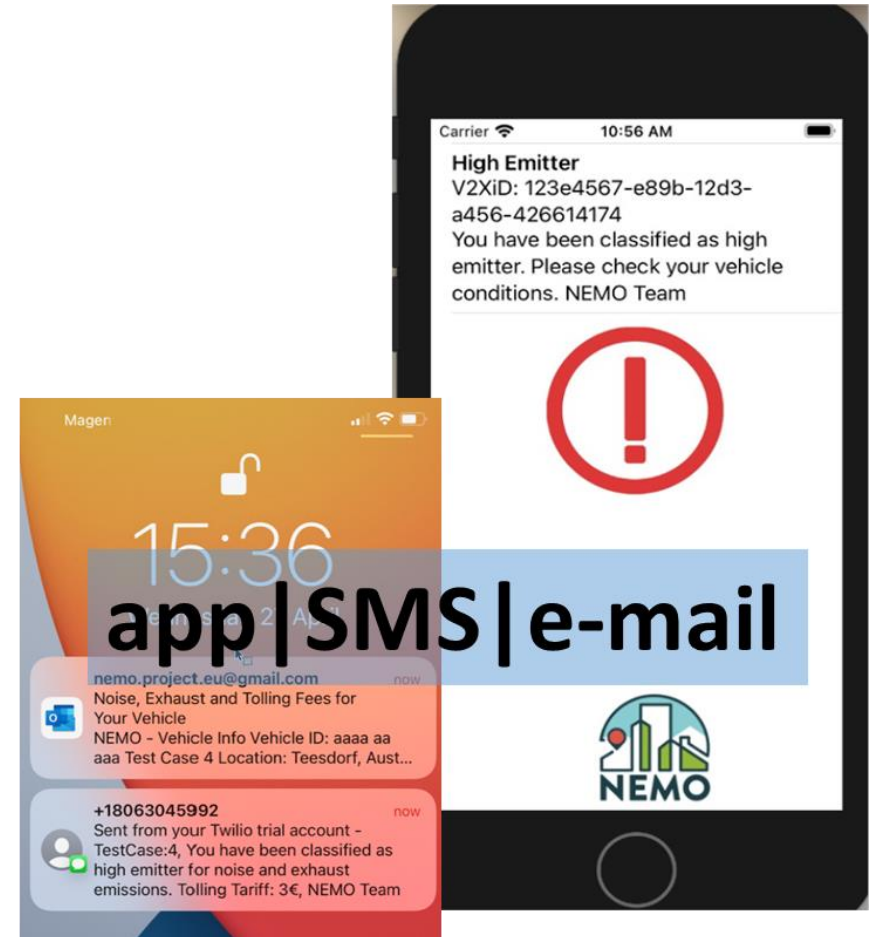 Carrier 10:56 AM
High Emitter
V2XiD: 123e4567-e89b-12d3-
a456-426614174
You have been classified as high
emitter. Please check your vehicle
conditions. NEMO Team
Magen
15:36
app|SMS|e-mail
nemo.project.eu@gmail.com now
Noise, Exhaust and Tolling Fees for
Your Vehicle
NEMO - Vehicle Info Vehicle ID: aaaa aa
aaa Test Case 4 Location: Teesdorf, Aust...
NEMO
+18063045992 now
Sent from your Twilio trial account -
TestCase:4, You have been classified as
high emitter for noise and exhaust
emissions. Tolling Tariff: 3€, NEMO Team